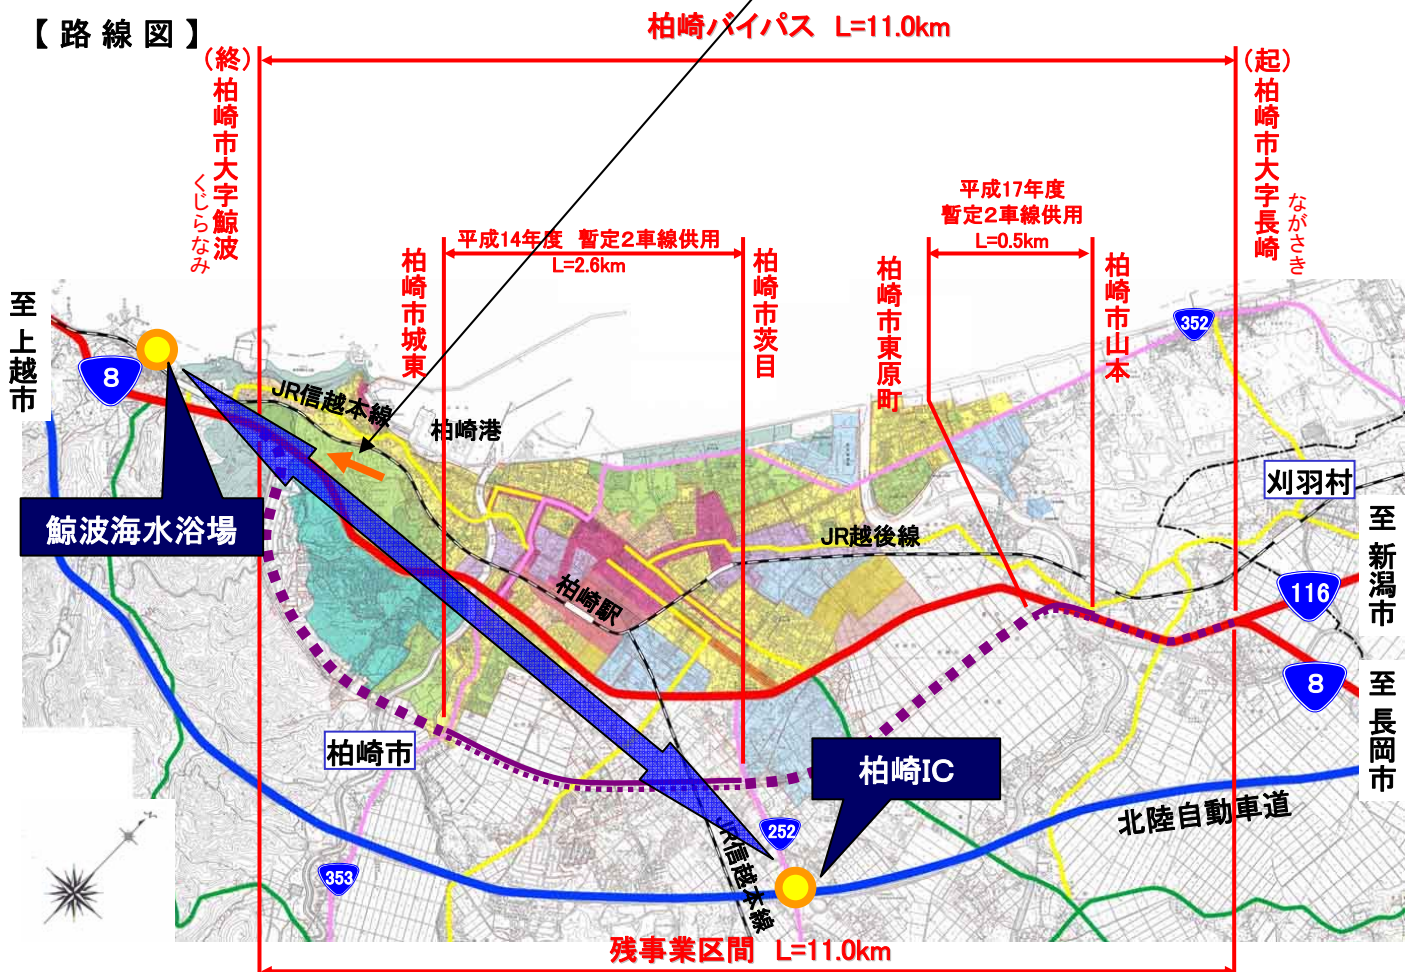 【 路 線 図 】
柏崎バイパス L=11.0km
(終)
柏崎市大字鯨波
くじらなみ
(起)
柏崎市大字長崎
ながさき
平成14年度 暫定2車線供用
L=2.6km
平成17年度
暫定2車線供用
L=0.5km
柏崎市城東
柏崎市茨目
柏崎市東原町
柏崎市山本
至上越市
8
JR信越本線
柏崎港
352
刈羽村
鯨波海水浴場
JR越後線
柏崎駅
至新潟市
116
8
至長岡市
柏崎市
柏崎IC
252
北陸自動車道
353
JR信越本線
残事業区間 L=11.0km